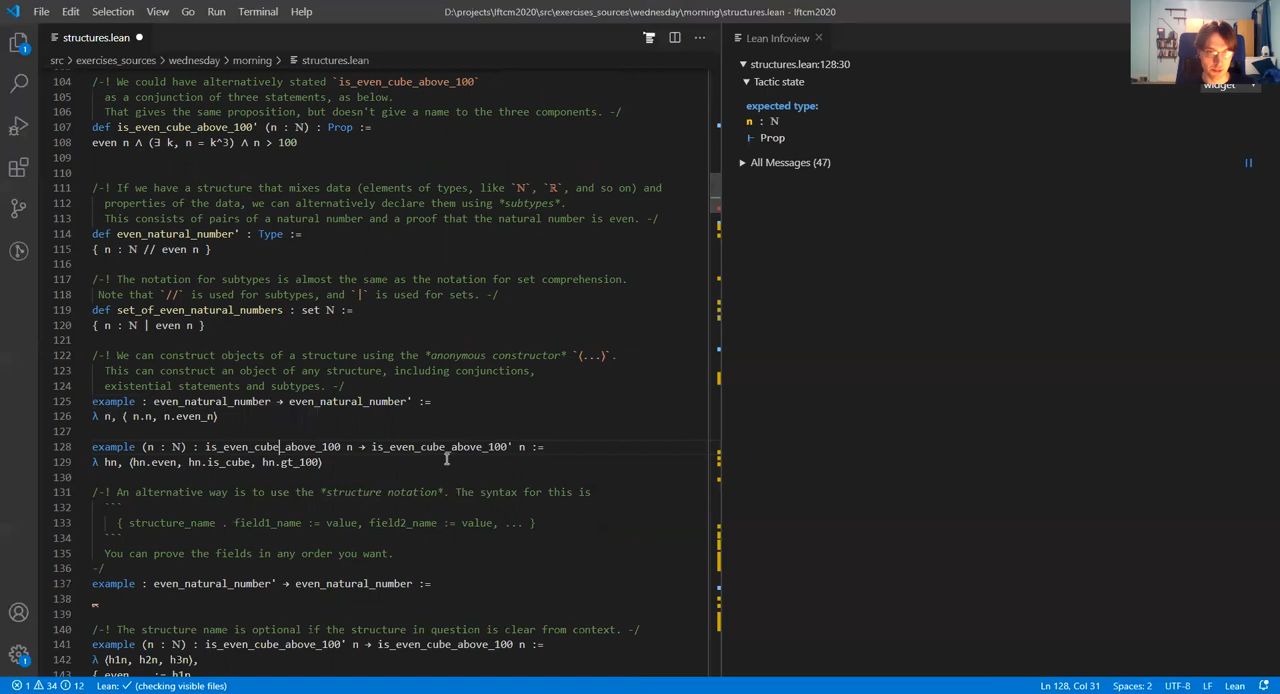 File Edit Selection View Go Run Terminal Help
D:\projects\lftcm2020\src\exercises_sources\wednesday\morning\structures.lean - lftcm2020
structures.lean ●
Lean Infoview ×
src > exercises_sources > wednesday > morning > structures.lean
structures.lean:128:30
Tactic state
widget
expected type:
n : ℕ
⊢ Prop
All Messages (47)
104 /-! We could have alternatively stated `is_even_cube_above_100`
105 as a conjunction of three statements, as below.
106 That gives the same proposition, but doesn't give a name to the three components. -/
107 def is_even_cube_above_100' (n : ℕ) : Prop :=
108 even n ∧ (∃ k, n = k^3) ∧ n > 100
109
110
111 /-! If we have a structure that mixes data (elements of types, like `ℕ`, `ℝ`, and so on) and
112 properties of the data, we can alternatively declare them using *subtypes*.
113 This consists of pairs of a natural number and a proof that the natural number is even. -/
114 def even_natural_number' : Type :=
115 { n : ℕ // even n }
116
117 /-! The notation for subtypes is almost the same as the notation for set comprehension.
118 Note that `//` is used for subtypes, and `|` is used for sets. -/
119 def set_of_even_natural_numbers : set ℕ :=
120 { n : ℕ | even n }
121
122 /-! We can construct objects of a structure using the *anonymous constructor* `⟨...⟩`.
123 This can construct an object of any structure, including conjunctions,
124 existential statements and subtypes. -/
125 example : even_natural_number → even_natural_number' :=
126 λ n, ⟨ n.n, n.even_n⟩
127
128 example (n : ℕ) : is_even_cube_above_100 n → is_even_cube_above_100' n :=
129 λ hn, ⟨hn.even, hn.is_cube, hn.gt_100⟩
130
131 /-! An alternative way is to use the *structure notation*. The syntax for this is
132 ```
133 { structure_name . field1_name := value, field2_name := value, ... }
134 ```
135 You can prove the fields in any order you want.
136 -/
137 example : even_natural_number' → even_natural_number :=
138
139
140 /-! The structure name is optional if the structure in question is clear from context. -/
141 example (n : ℕ) : is_even_cube_above_100' n → is_even_cube_above_100 n :=
142 λ ⟨h1n, h2n, h3n⟩,
143 { even := h1n,
1 34 12 Lean: ✓ (checking visible files)
Ln 128, Col 31 Spaces: 2 UTF-8 LF Lean